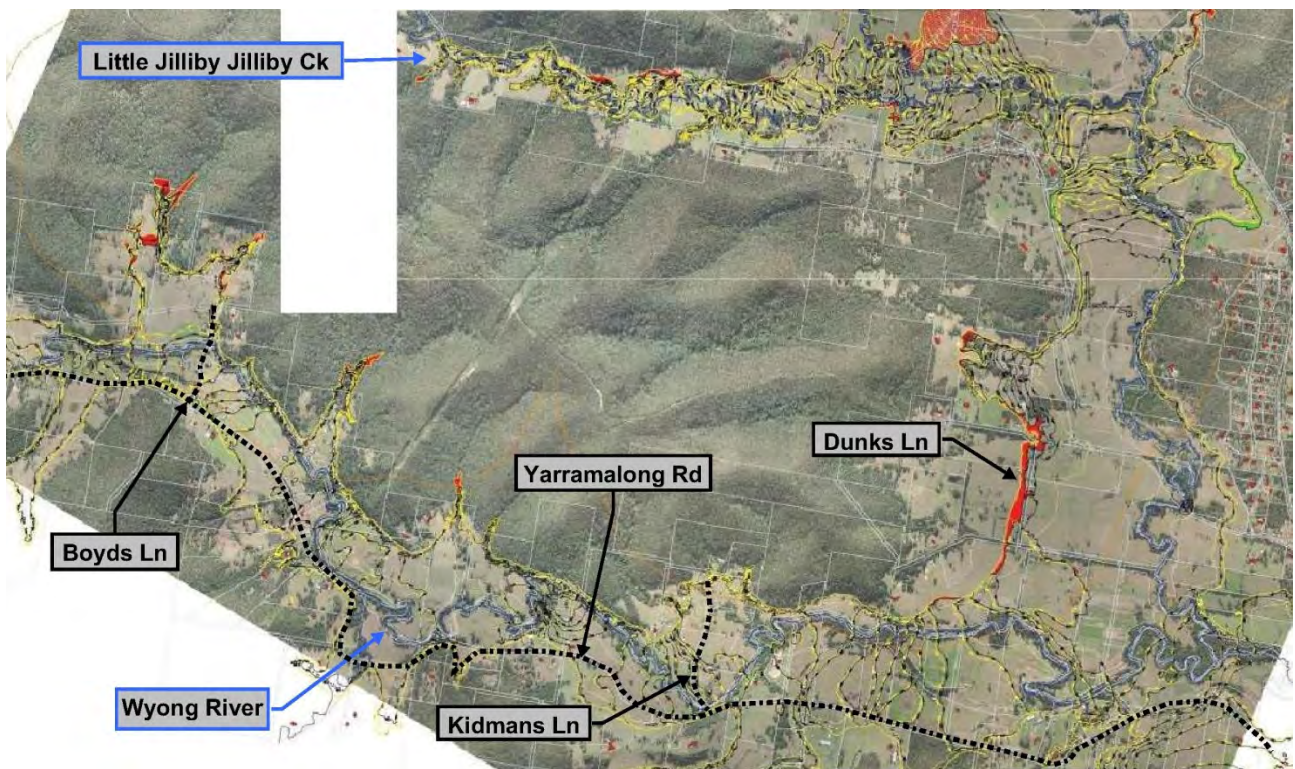 Little Jilliby Jilliby Ck
Dunks Ln
Yarramalong Rd
Boyds Ln
Wyong River
Kidmans Ln